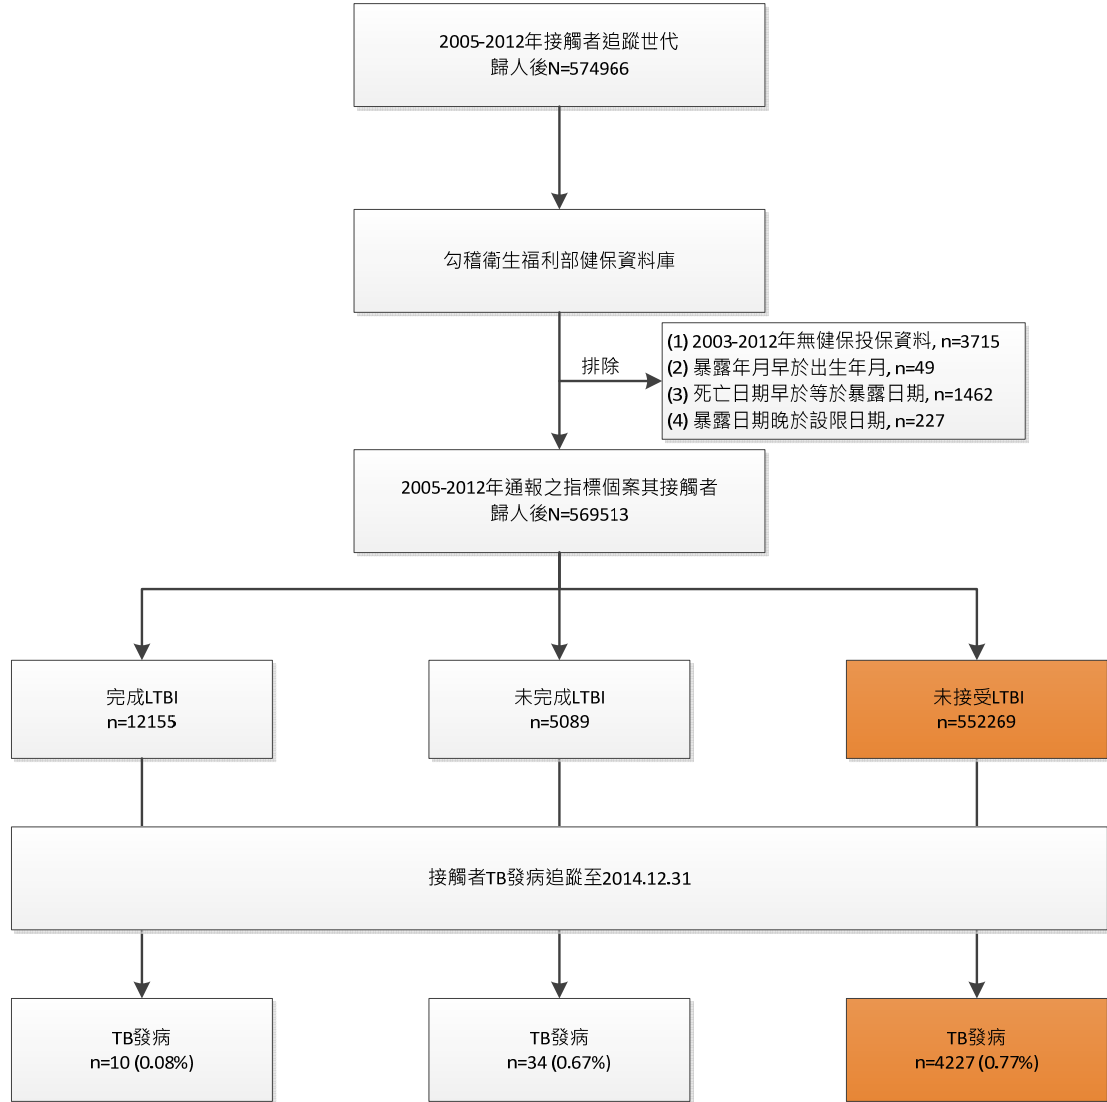 2005-2012年接觸者追蹤世代
歸人後N=574966
勾稽衛生福利部健保資料庫
排除
(1) 2003-2012年無健保投保資料, n=3715
(2) 暴露年月早於出生年月, n=49
(3) 死亡日期早於等於暴露日期, n=1462
(4) 暴露日期晚於設限日期, n=227
2005-2012年通報之指標個案其接觸者
歸人後N=569513
完成LTBI
n=12155
未完成LTBI
n=5089
未接受LTBI
n=552269
接觸者TB發病追蹤至2014.12.31
TB發病
n=10 (0.08%)
TB發病
n=34 (0.67%)
TB發病
n=4227 (0.77%)